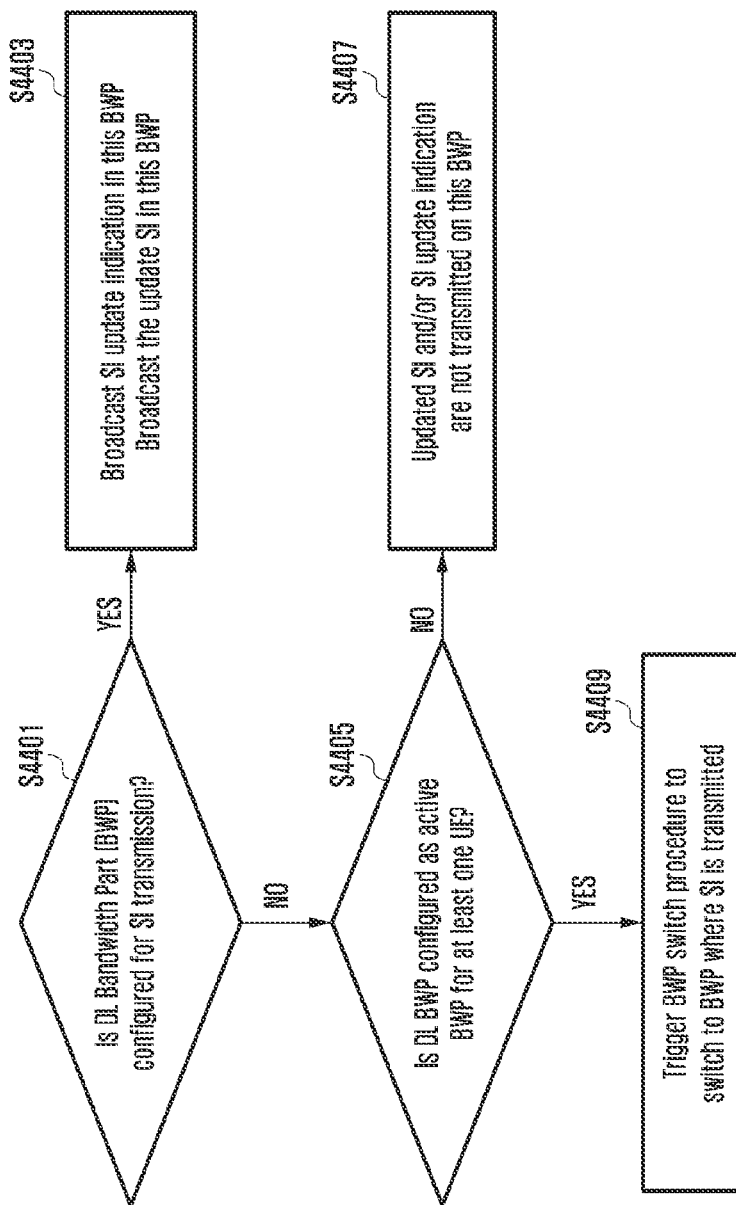 S4401
Is DL Bandwidth Part (BWP)
configured for SI transmission?
YES
S4403
Broadcast SI update indication in this BWP
Broadcast the update SI in this BWP
NO
S4405
Is DL BWP configured as active
BWP for at least one UE?
NO
S4407
Updated SI and/or SI update indication
are not transmitted on this BWP
YES
S4409
Trigger BWP switch procedure to
switch to BWP where SI is transmitted